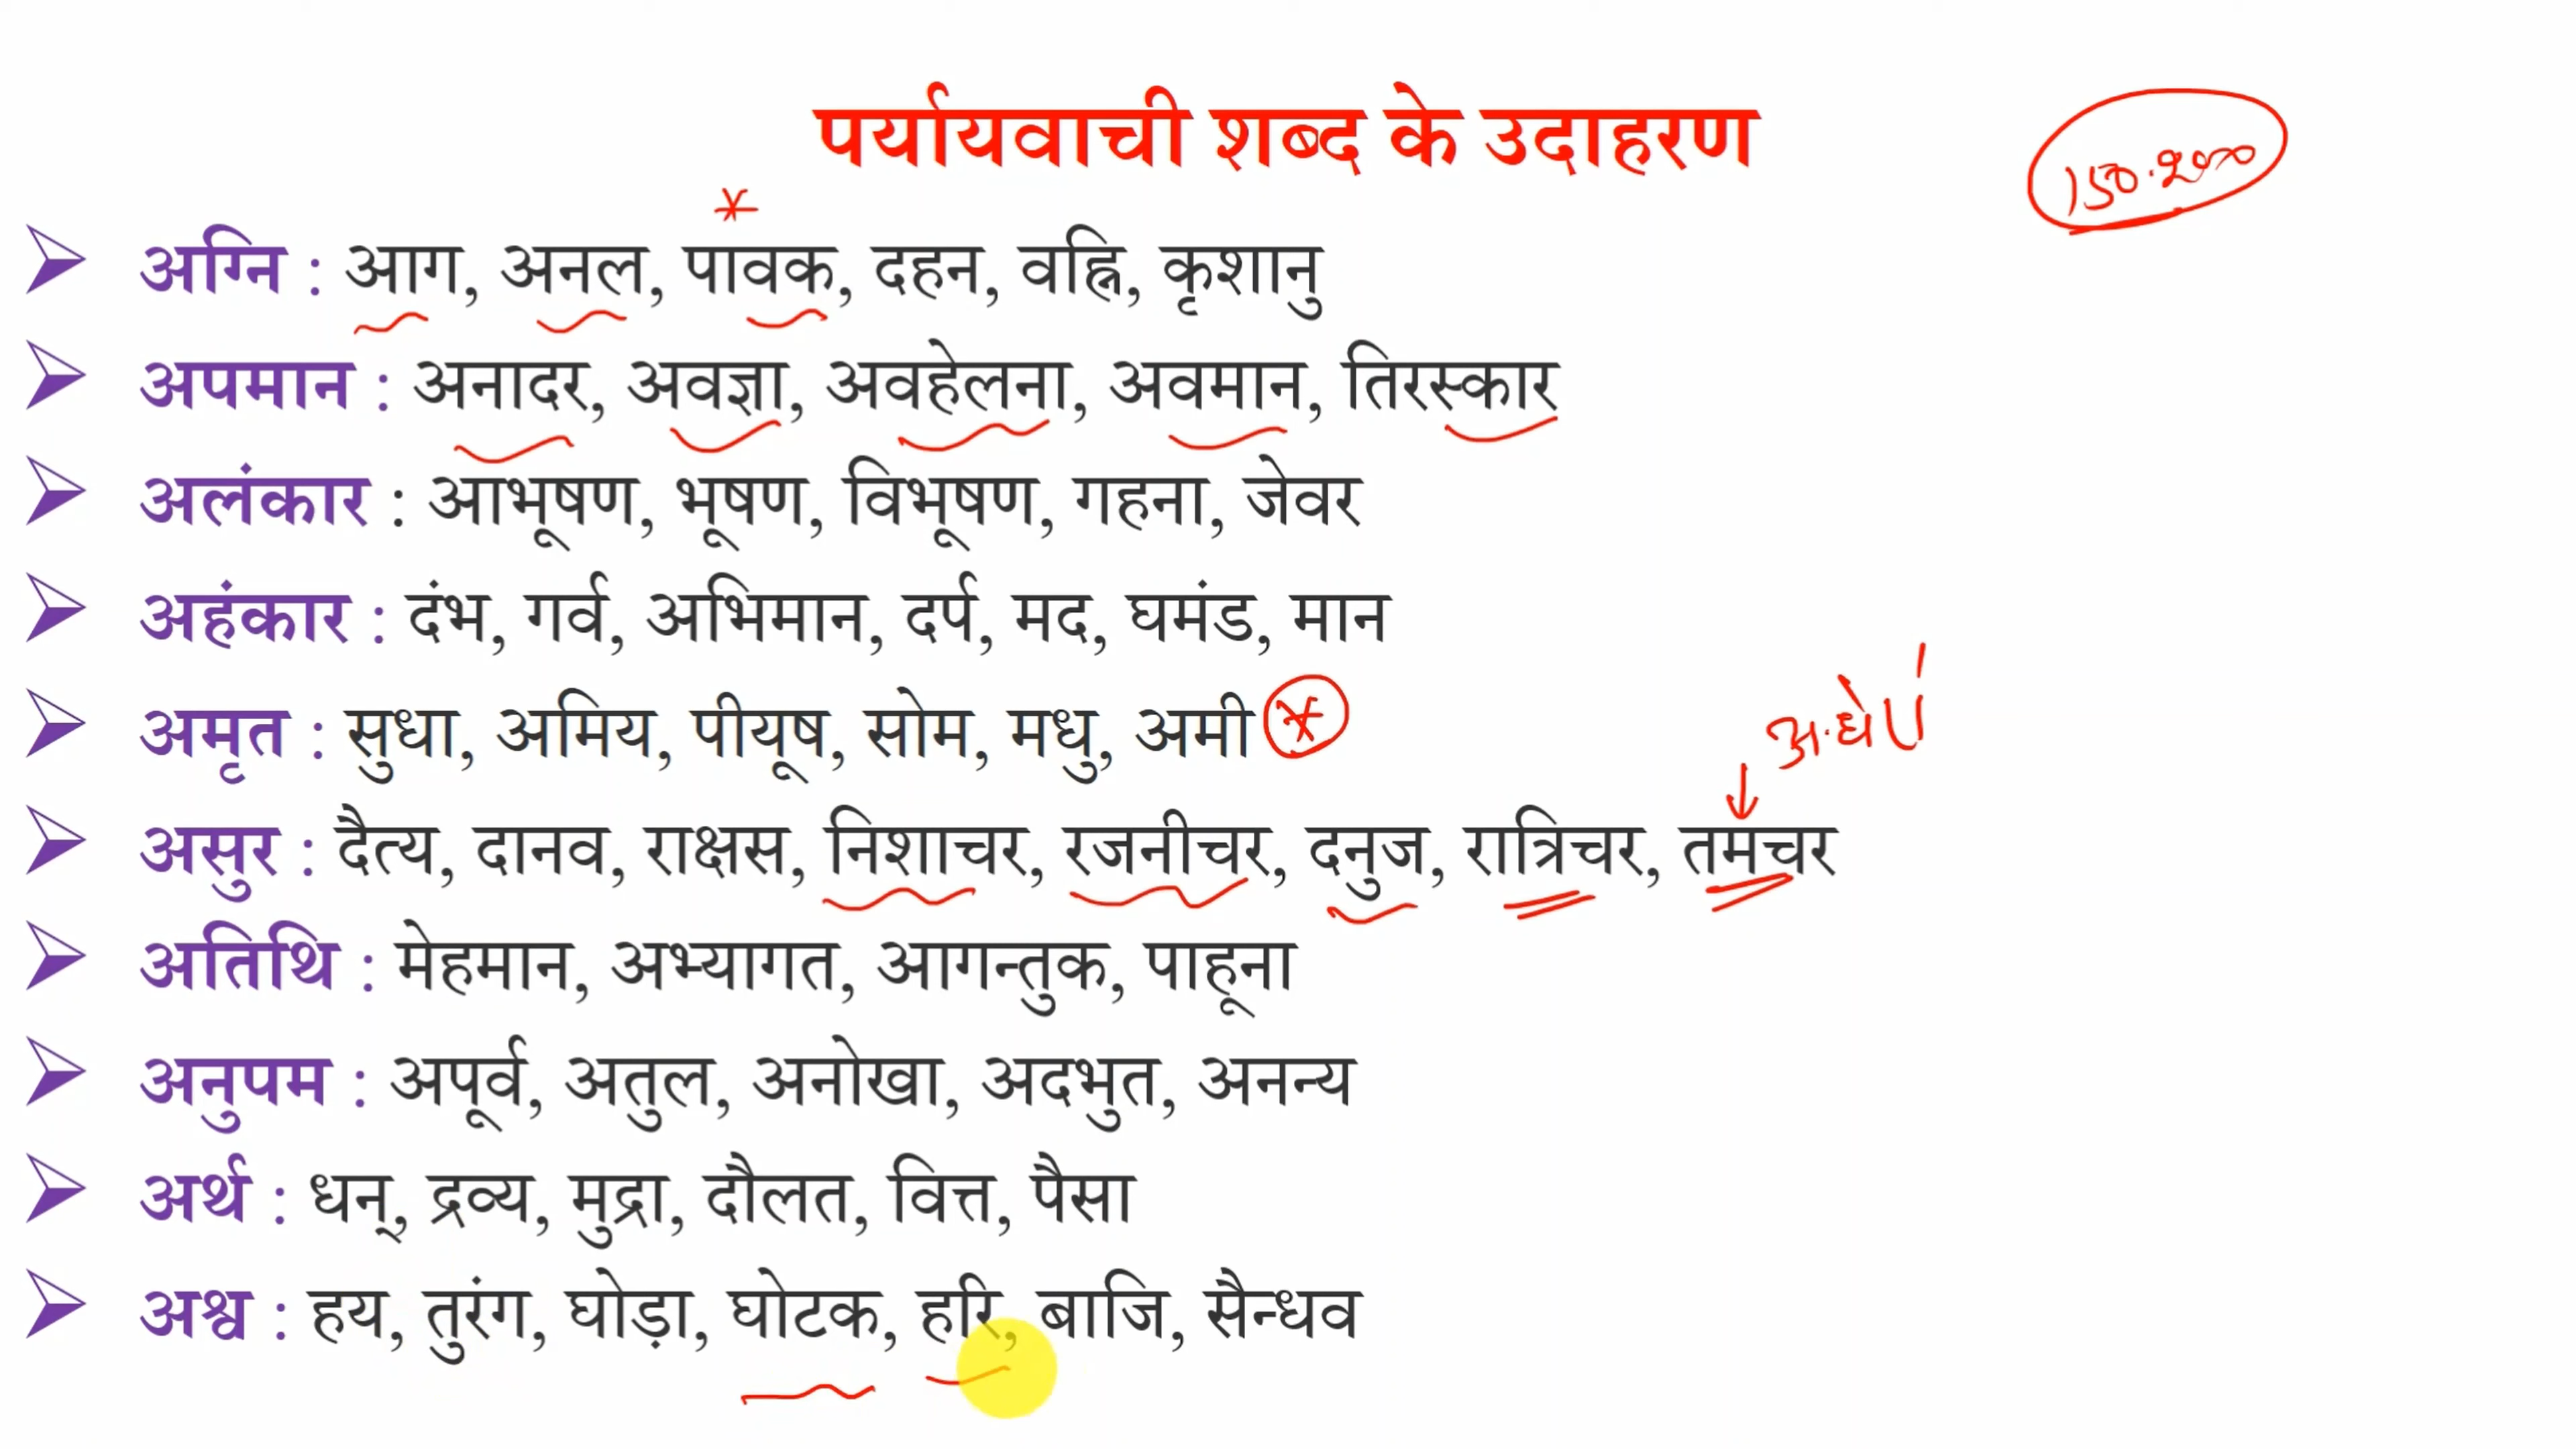 पर्यायवाची शब्द के उदाहरण
150-200
अग्नि : आग, अनल, पावक, दहन, वह्नि, कृशानु
अपमान : अनादर, अवज्ञा, अवहेलना, अवमान, तिरस्कार
अलंकार : आभूषण, भूषण, विभूषण, गहना, जेवर
अहंकार : दंभ, गर्व, अभिमान, दर्प, मद, घमंड, मान
अमृत : सुधा, अमिय, पीयूष, सोम, मधु, अमी
असुर : दैत्य, दानव, राक्षस, निशाचर, रजनीचर, दनुज, रात्रिचर, तमचर
अतिथि : मेहमान, अभ्यागत, आगन्तुक, पाहूना
अनुपम : अपूर्व, अतुल, अनोखा, अदभुत, अनन्य
अर्थ : धन्, द्रव्य, मुद्रा, दौलत, वित्त, पैसा
अश्व : हय, तुरंग, घोड़ा, घोटक, हरि, बाजि, सैन्धव